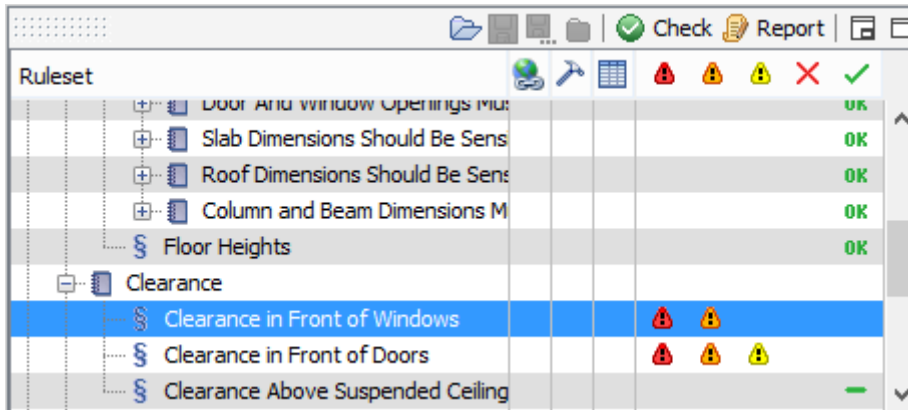 Check Report
Ruleset
Door And Window Openings Mus
OK
Slab Dimensions Should Be Sens
OK
Roof Dimensions Should Be Sens
OK
Column and Beam Dimensions M
OK
§ Floor Heights
OK
Clearance
§ Clearance in Front of Windows
§ Clearance in Front of Doors
§ Clearance Above Suspended Ceiling